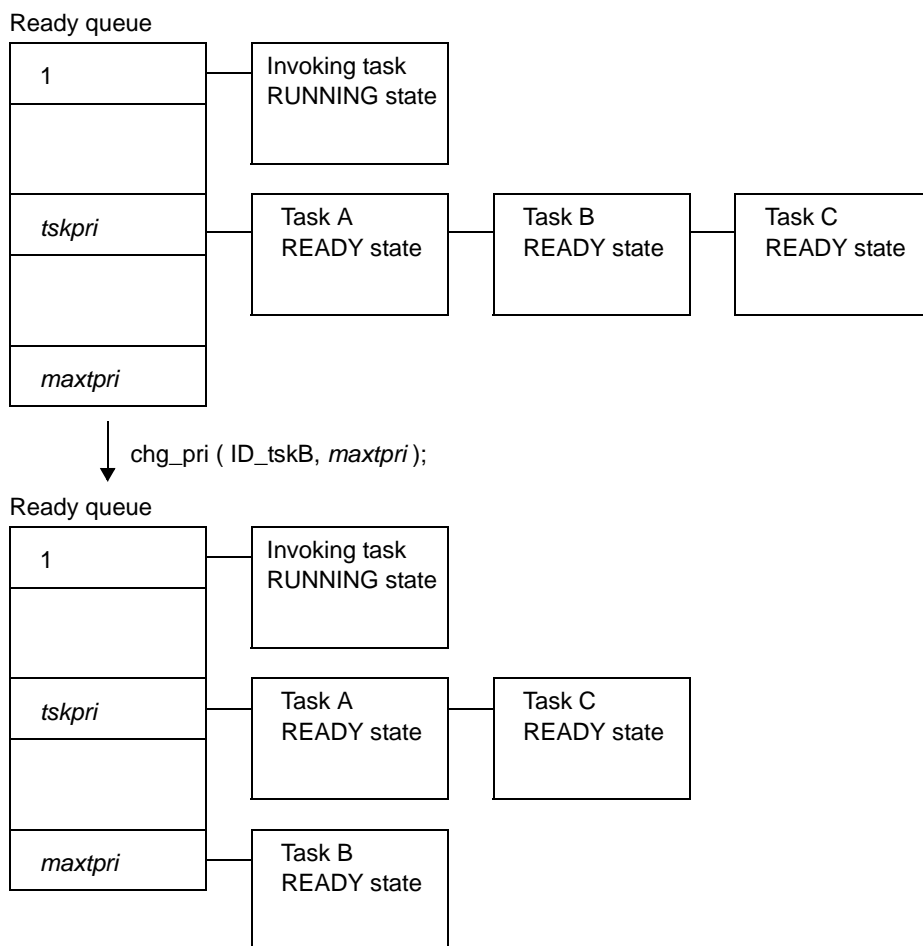 Ready queue
1
Invoking task
RUNNING state
tskpri
Task A
READY state
Task B
READY state
Task C
READY state
maxtpri
chg_pri ( ID_tskB, maxtpri );
Ready queue
1
Invoking task
RUNNING state
tskpri
Task A
READY state
Task C
READY state
maxtpri
Task B
READY state